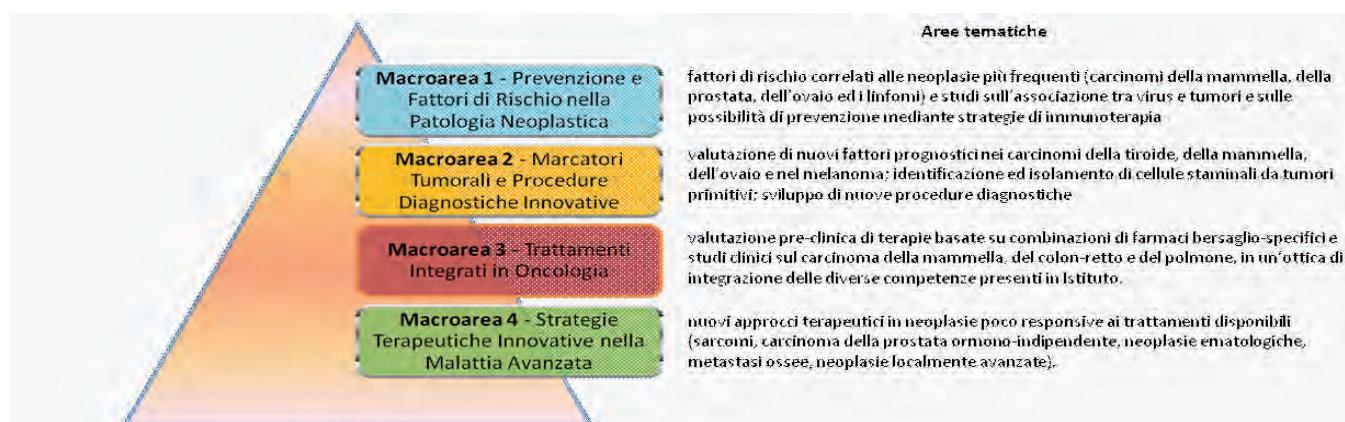 Aree tematiche
Macroarea 1 - Prevenzione e
Fattori di Rischio nella
Patologia Neoplastica
fattori di rischio correlati alle neoplasie più frequenti (carcinomi della mammella, della
prostata, dell'ovaio ed i linfomi) e studi sull'associazione tra virus e tumori e sulle
possibilità di prevenzione mediante strategie di immunoterapia
Macroarea 2 - Marcatori
Tumorali e Procedure
Diagnostiche Innovative
valutazione di nuovi fattori prognostici nei carcinomi della tiroide, della mammella,
dell'ovaio e nel melanoma; identificazione ed isolamento di cellule staminali da tumori
primitivi; sviluppo di nuove procedure diagnostiche
Macroarea 3 - Trattamenti
Integrati in Oncologia
valutazione pre-clinica di terapie basate su combinazioni di farmaci bersaglio-specifici e
studi clinici sul carcinoma della mammella, del colon-retto e del polmone, in un'ottica di
integrazione delle diverse competenze presenti in Istituto.
Macroarea 4 - Strategie
Terapeutiche Innovative nella
Malattia Avanzata
nuovi approcci terapeutici in neoplasie poco responsive ai trattamenti disponibili
(sarcomi, carcinoma della prostata ormono-indipendente, neoplasie ematologiche,
metastasi ossee, neoplasie localmente avanzate).